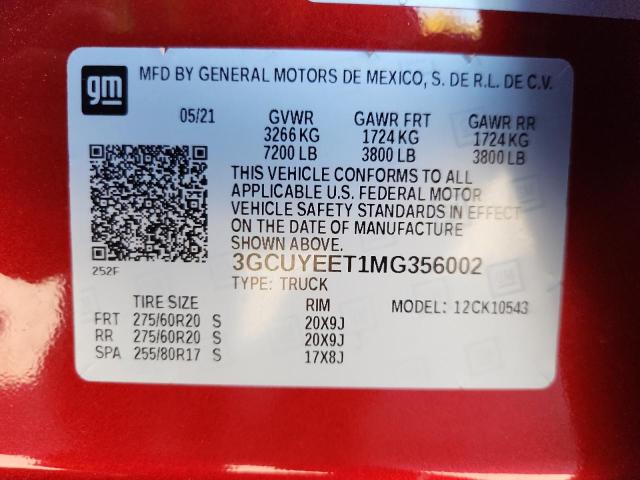 gm
MFD BY GENERAL MOTORS DE MEXICO, S. DE R.L. DE C.V.
05/21 GVWR GAWR FRT GAWR RR
3266 KG 1724 KG 1724 KG
7200 LB 3800 LB 3800 LB
THIS VEHICLE CONFORMS TO ALL
APPLICABLE U.S. FEDERAL MOTOR
VEHICLE SAFETY STANDARDS IN EFFECT
ON THE DATE OF MANUFACTURE
SHOWN ABOVE.
252F
3GCUYEET1MG356002
TYPE: TRUCK
TIRE SIZE RIM MODEL: 12CK10543
FRT 275/60R20 S 20X9J
RR 275/60R20 S 20X9J
SPA 255/80R17 S 17X8J